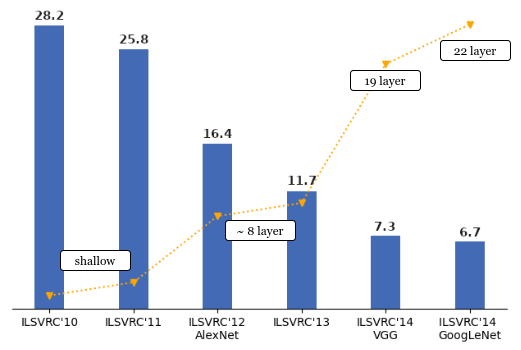 28.2
25.8
16.4
11.7
7.3
6.7
22 layer
19 layer
~ 8 layer
shallow
ILSVRC'10
ILSVRC'11
ILSVRC'12
AlexNet
ILSVRC'13
ILSVRC'14
VGG
ILSVRC'14
GoogLeNet